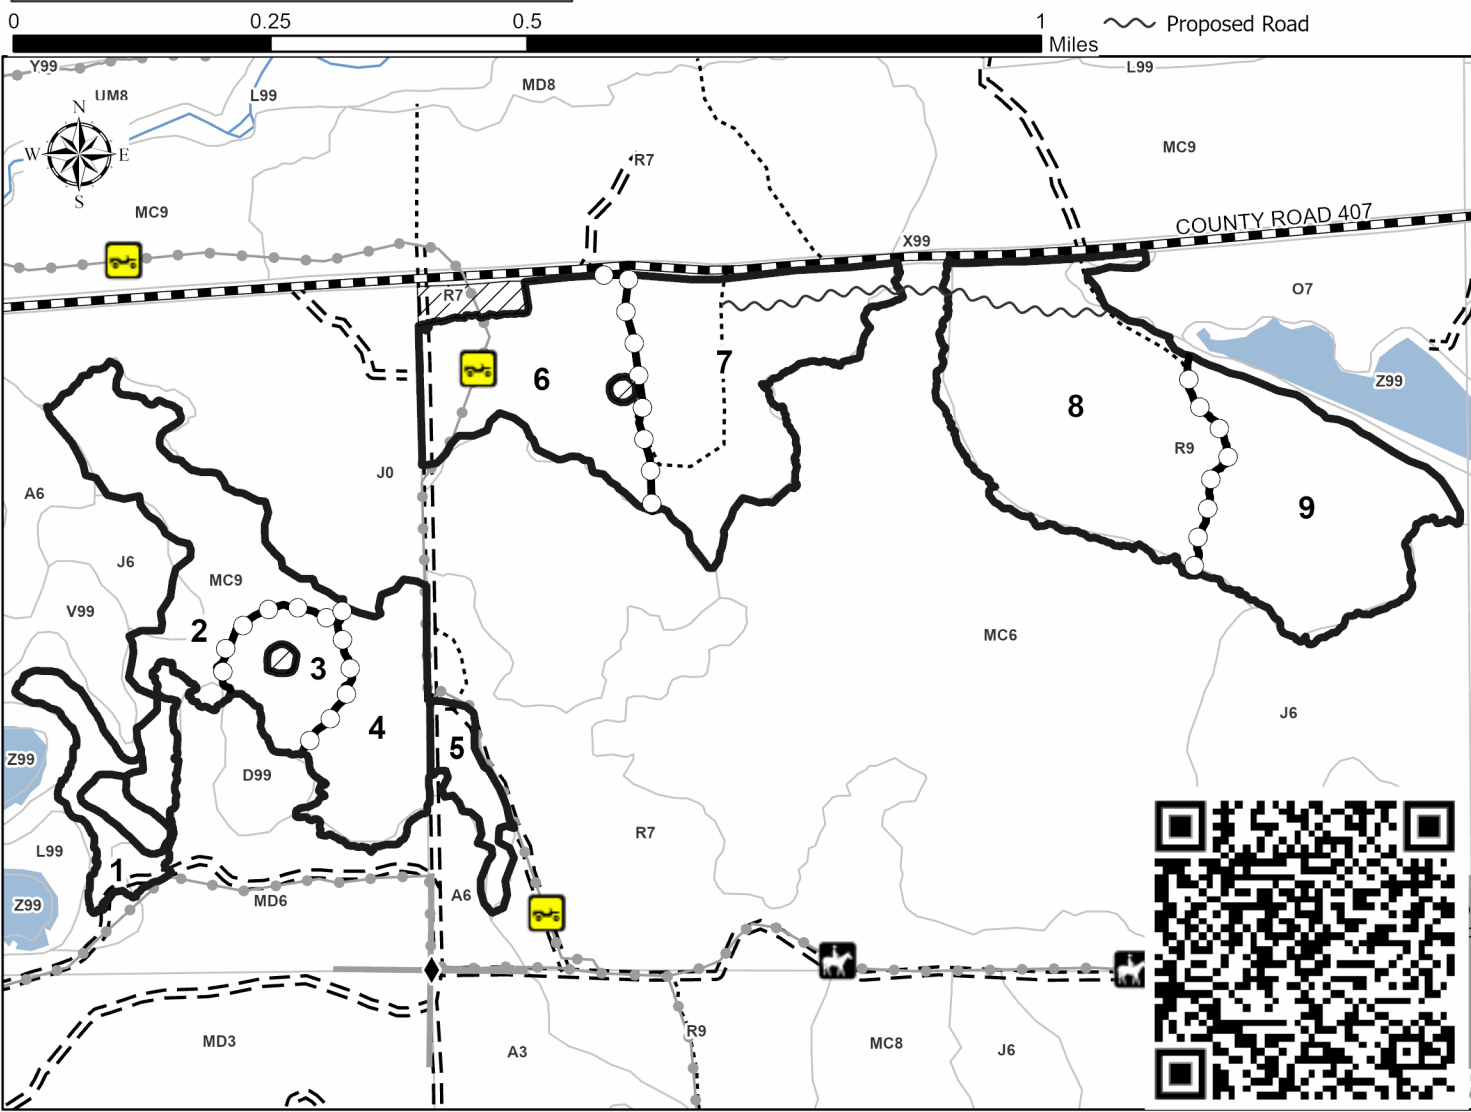 0 0.25 0.5 1
Miles
Proposed Road
Y99
UM8
L99
MD8
L99
N
W E
S
R7
MC9
MC9
COUNTY ROAD 407
X99
R7
O7
7
6
Z99
8
R9
J0
A6
9
J6
MC9
V99
2
3
MC6
4
J6
5
Z99
D99
R7
L99
1
A6
MD6
Z99
R9
MD3
A3
MC8
J6